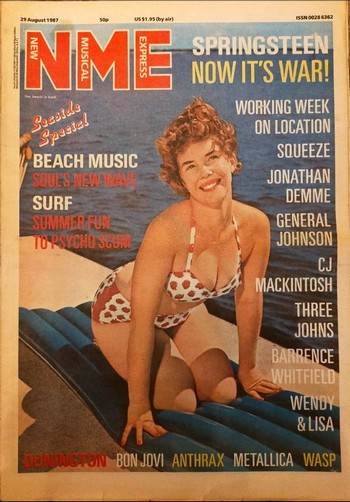 29 August 1987 50p US$1.95 (by air) ISSN 0028 6362
NEW MUSICAL EXPRESS
NME
SPRINGSTEEN
NOW IT'S WAR!
Seaside
Special
BEACH MUSIC
SOUL'S NEW WAVE
SURF
SUMMER FUN
TO PSYCHO SCUM
WORKING WEEK
ON LOCATION
SQUEEZE
JONATHAN
DEMME
GENERAL
JOHNSON
CJ
MACKINTOSH
THREE
JOHNS
BARRENCE
WHITFIELD
WENDY
& LISA
DONINGTON BON JOVI ANTHRAX METALLICA WASP